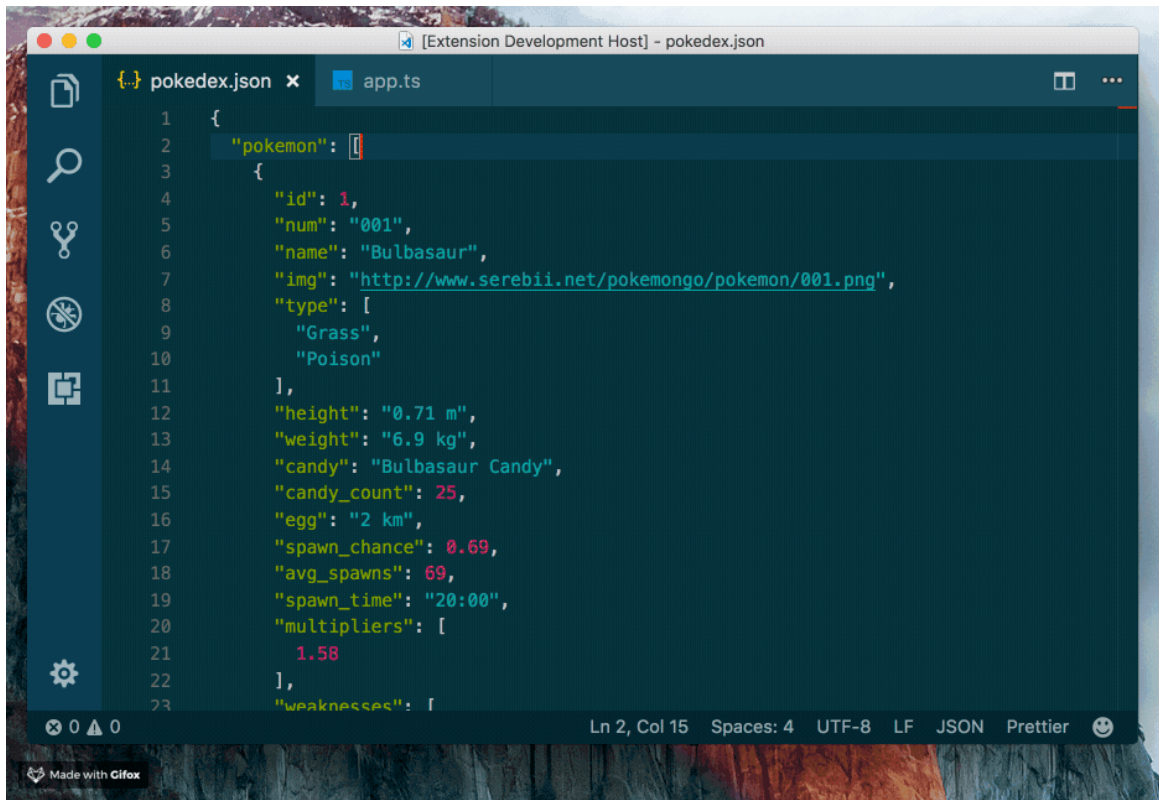 [Extension Development Host] - pokedex.json
{..} pokedex.json × TS app.ts ...
1 {
2 "pokemon": [
3 {
4 "id": 1,
5 "num": "001",
6 "name": "Bulbasaur",
7 "img": "http://www.serebii.net/pokemongo/pokemon/001.png",
8 "type": [
9 "Grass",
10 "Poison"
11 ],
12 "height": "0.71 m",
13 "weight": "6.9 kg",
14 "candy": "Bulbasaur Candy",
15 "candy_count": 25,
16 "egg": "2 km",
17 "spawn_chance": 0.69,
18 "avg_spawns": 69,
19 "spawn_time": "20:00",
20 "multipliers": [
21 1.58
22 ],
23 "weaknesses": [
0 0 Ln 2, Col 15 Spaces: 4 UTF-8 LF JSON Prettier
Made with Gifox